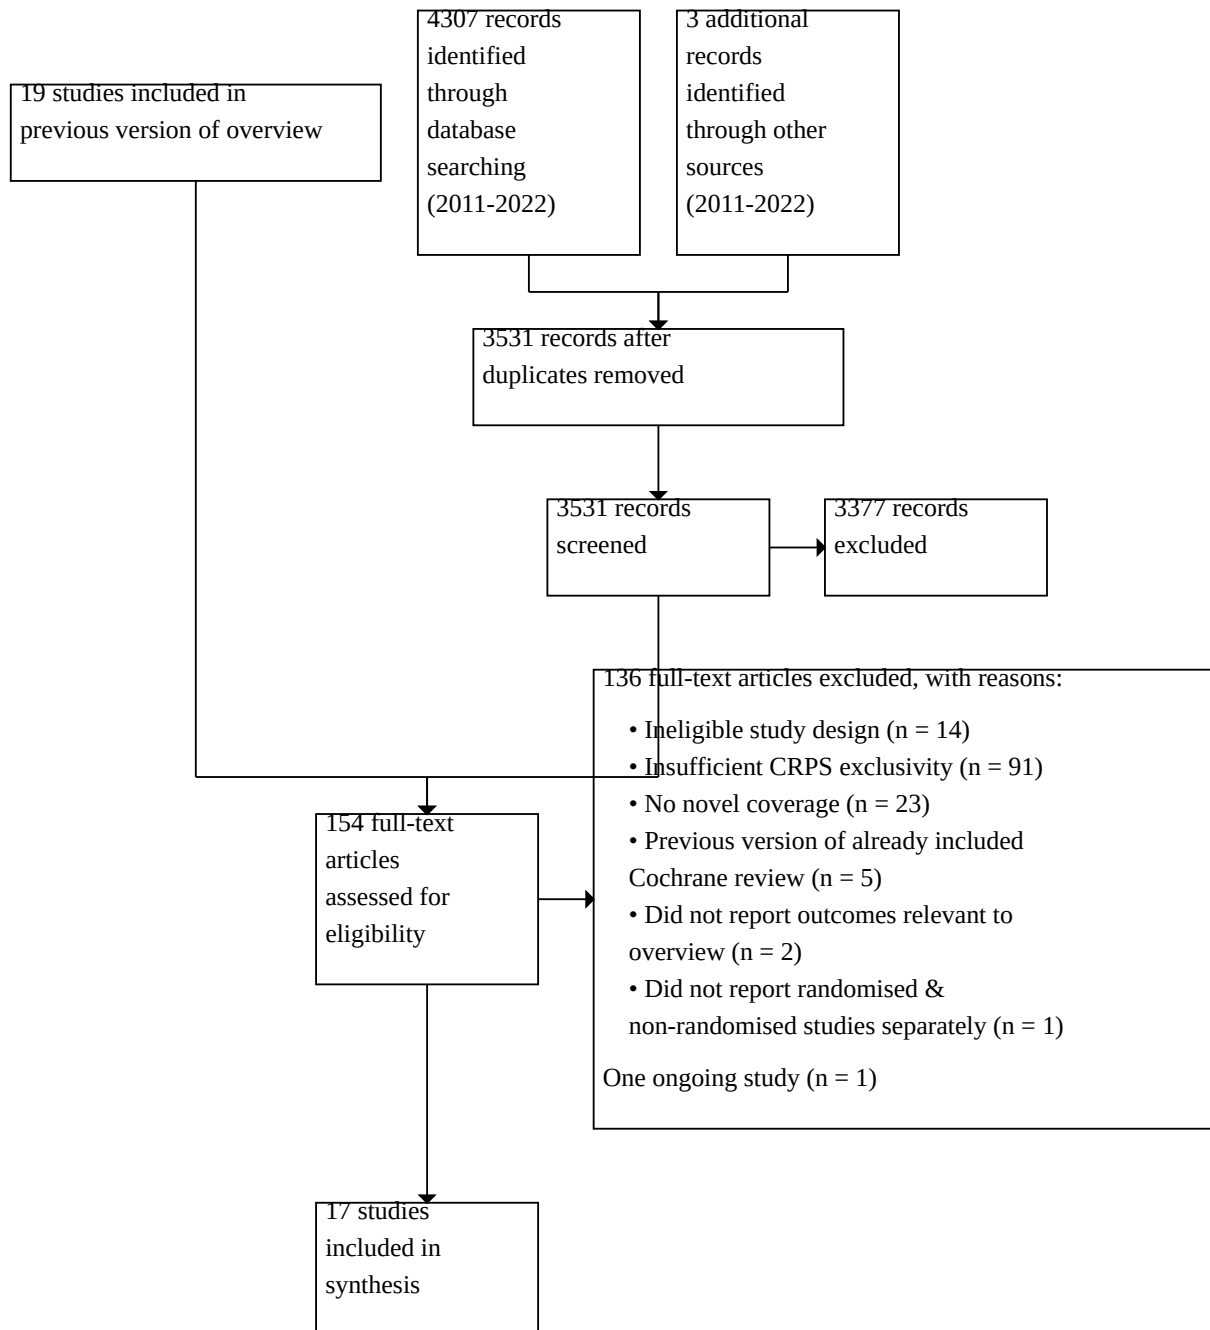 4307 records
identified
through
database
searching
(2011-2022)
3 additional
records
identified
through other
sources
(2011-2022)
19 studies included in
previous version of overview
3531 records after
duplicates removed
3531 records
screened
3377 records
excluded
136 full-text articles excluded, with reasons:
• Ineligible study design (n = 14)
• Insufficient CRPS exclusivity (n = 91)
• No novel coverage (n = 23)
• Previous version of already included
Cochrane review (n = 5)
• Did not report outcomes relevant to
overview (n = 2)
• Did not report randomised &
non-randomised studies separately (n = 1)
One ongoing study (n = 1)
154 full-text
articles
assessed for
eligibility
17 studies
included in
synthesis